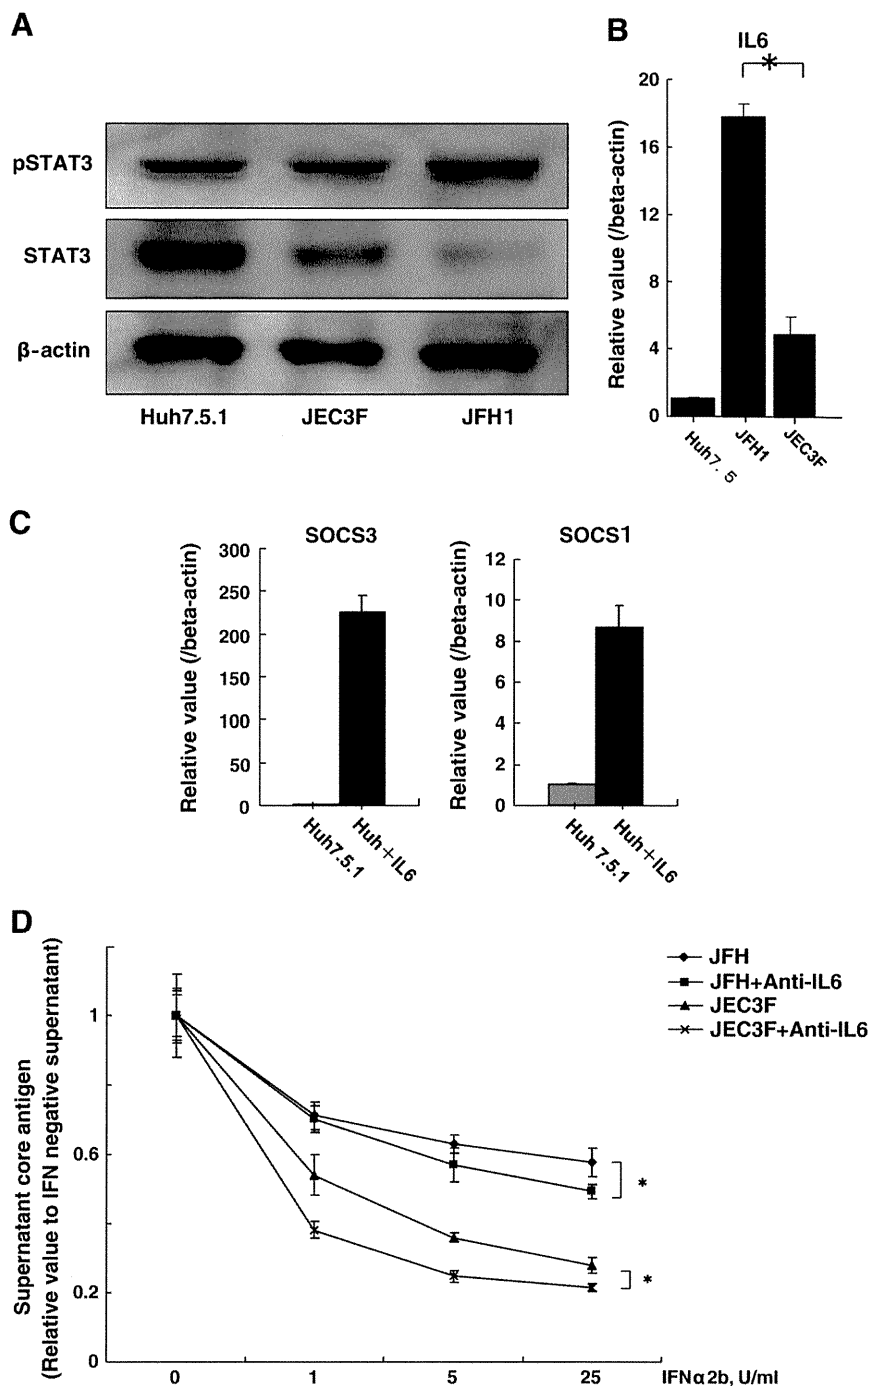 A
pSTAT3
STAT3
β-actin
Huh7.5.1 JEC3F JFH1
B
IL6
*
Relative value (/beta-actin)
20
16
12
8
4
0
Huh7. 5
JFH1
JEC3F
C
SOCS3
Relative value (/beta-actin)
300
250
200
150
100
50
0
Huh7.5.1
Huh+IL6
SOCS1
Relative value (/beta-actin)
12
10
8
6
4
2
0
Huh 7.5.1
Huh+IL6
D
Supernatant core antigen
(Relative value to IFN negative supernatant)
1
0.6
0.2
0
JFH
JFH+Anti-IL6
JEC3F
JEC3F+Anti-IL6
*
*
0 1 5 25 IFNα2b, U/ml